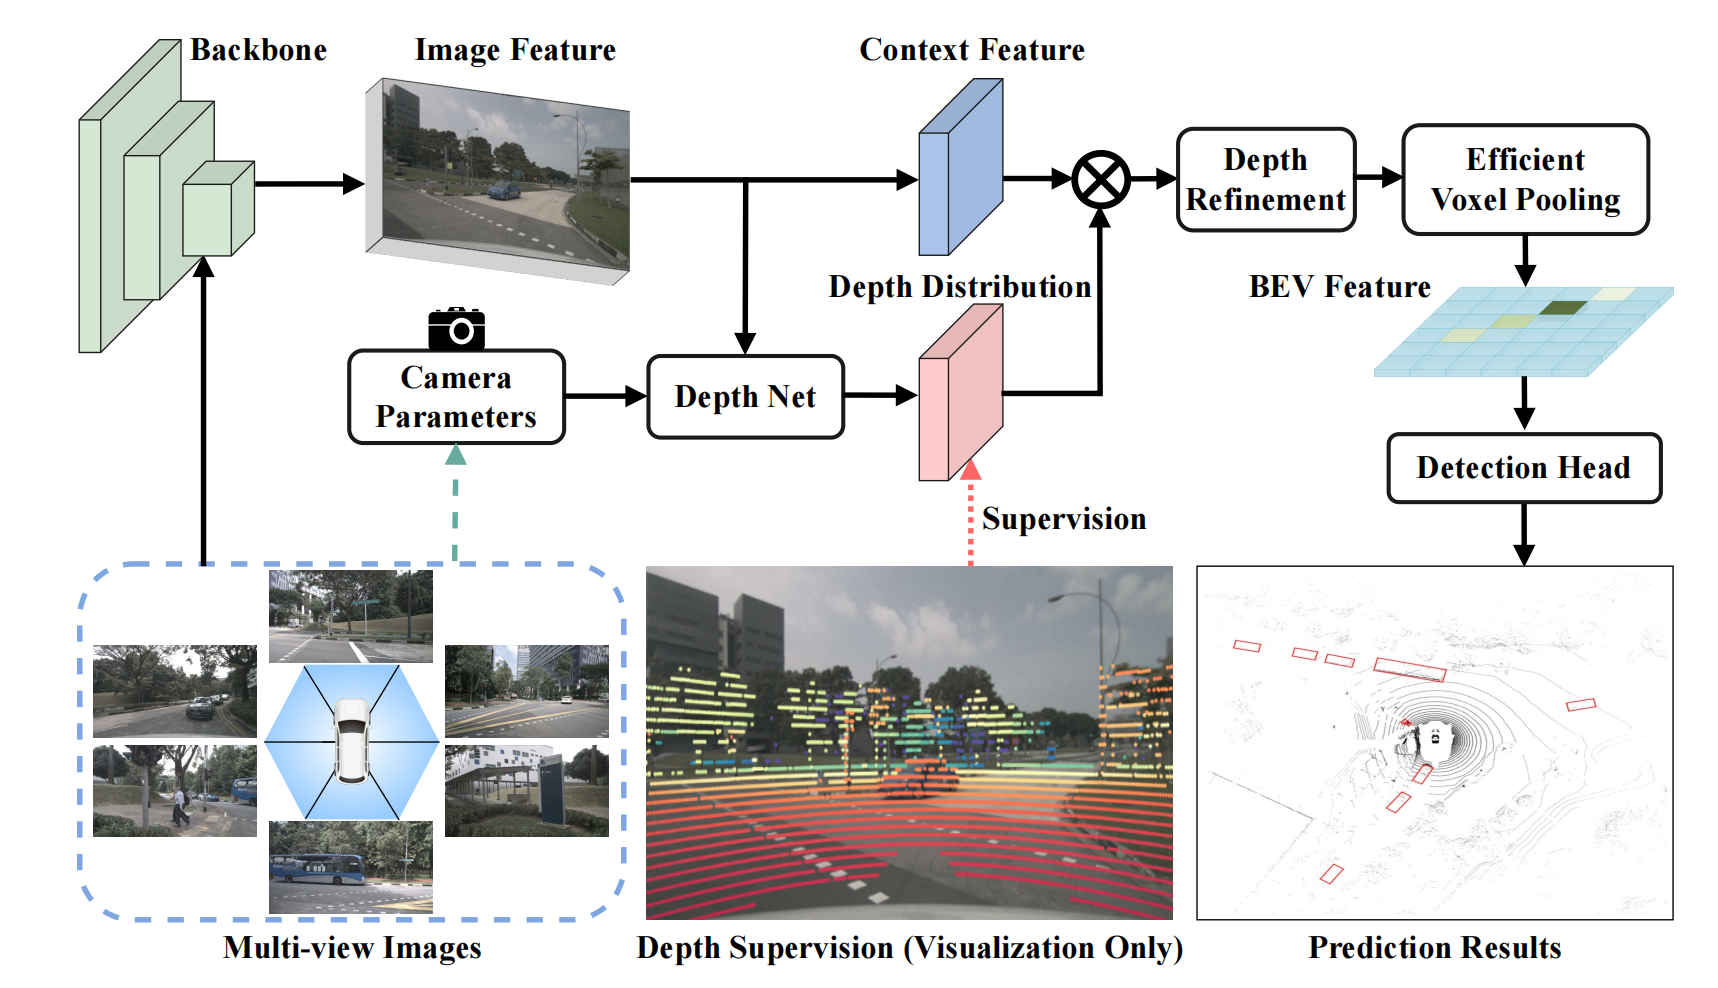 Backbone
Image Feature
Context Feature
Depth
Refinement
Efficient
Voxel Pooling
Depth Distribution
BEV Feature
Camera
Parameters
Depth Net
Detection Head
Supervision
Multi-view Images
Depth Supervision (Visualization Only)
Prediction Results